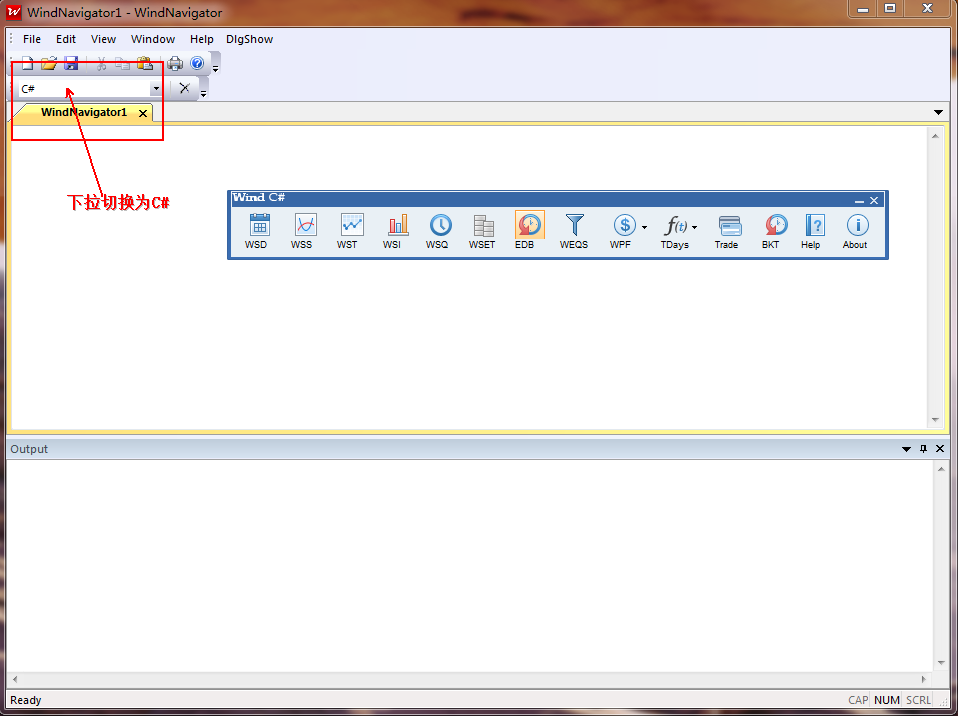 WindNavigator1 - WindNavigator
File Edit View Window Help DlgShow
C#
WindNavigator1
下拉切换为C#
Wind C#
WSD WSS WST WSI WSQ WSET EDB WEQS WPF TDays Trade BKT Help About
Output
Ready CAP NUM SCRL